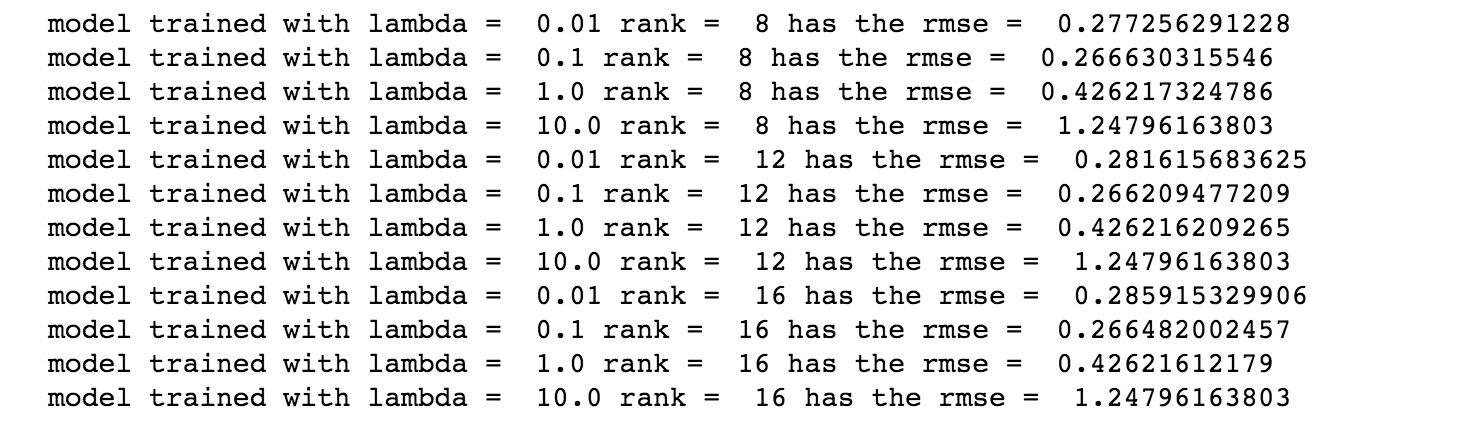 model trained with lambda =  0.01 rank =  8 has the rmse =  0.277256291228
model trained with lambda =  0.1 rank =  8 has the rmse =  0.266630315546
model trained with lambda =  1.0 rank =  8 has the rmse =  0.426217324786
model trained with lambda =  10.0 rank =  8 has the rmse =  1.24796163803
model trained with lambda =  0.01 rank =  12 has the rmse =  0.281615683625
model trained with lambda =  0.1 rank =  12 has the rmse =  0.266209477209
model trained with lambda =  1.0 rank =  12 has the rmse =  0.426216209265
model trained with lambda =  10.0 rank =  12 has the rmse =  1.24796163803
model trained with lambda =  0.01 rank =  16 has the rmse =  0.285915329906
model trained with lambda =  0.1 rank =  16 has the rmse =  0.266482002457
model trained with lambda =  1.0 rank =  16 has the rmse =  0.42621612179
model trained with lambda =  10.0 rank =  16 has the rmse =  1.24796163803